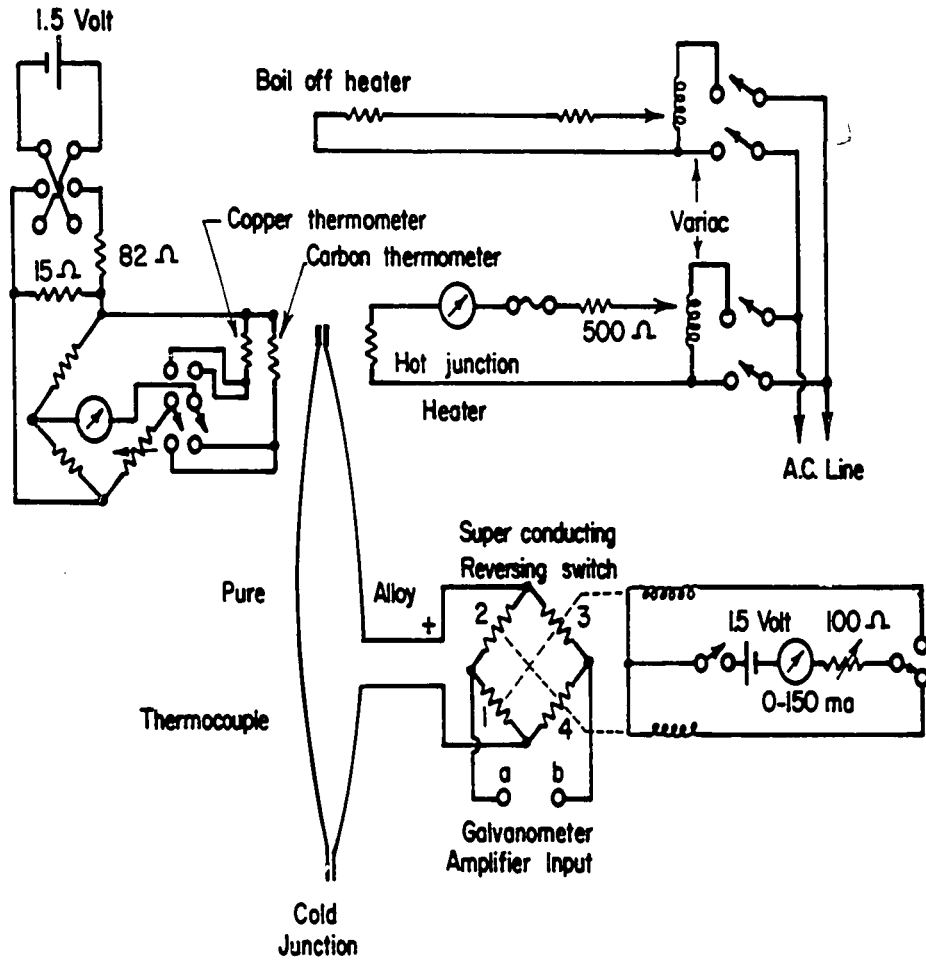 1.5 Volt
Boil off heater
Copper thermometer
82 Ω
15 Ω
Carbon thermometer
Variac
500 Ω
Hot junction
Heater
A.C. Line
Super conducting
Reversing switch
Pure
Alloy
+
2
3
1.5 Volt
100 Ω
0-150 ma
Thermocouple
1
4
a
b
Galvanometer
Amplifier Input
Cold
Junction